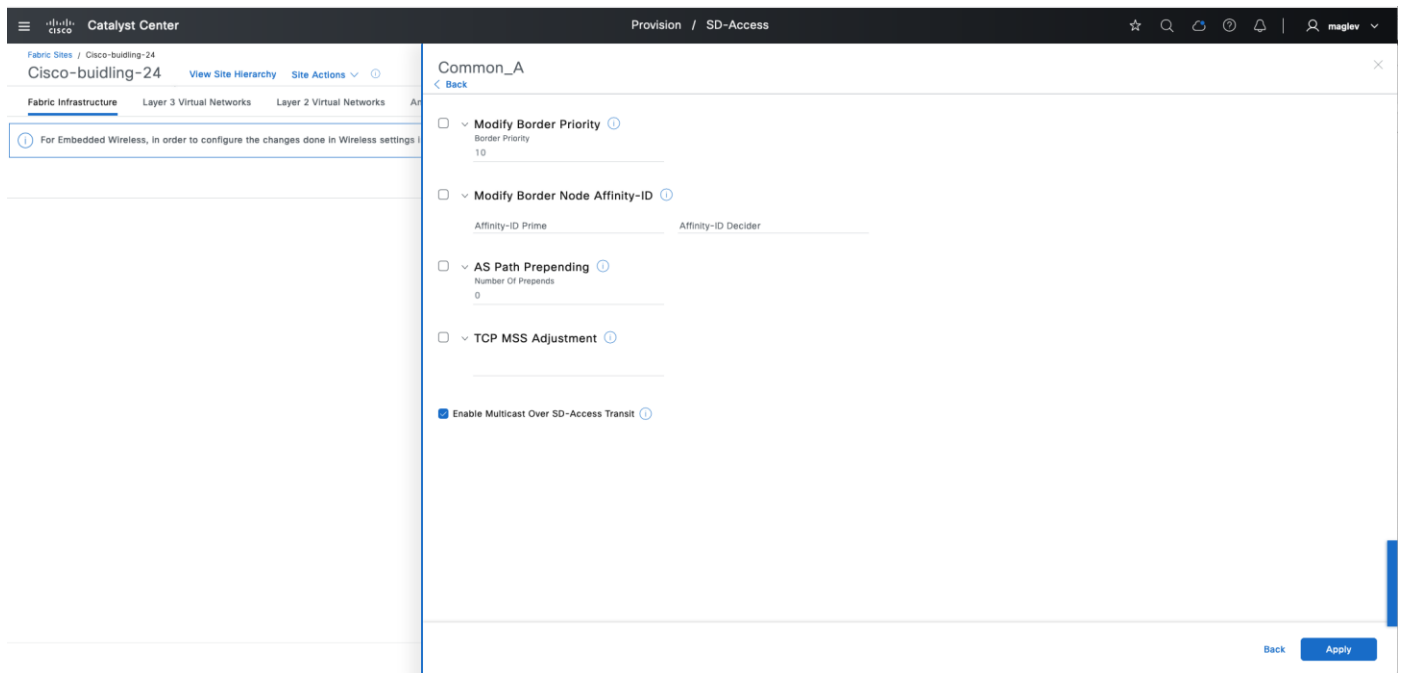 cisco Catalyst Center
Provision / SD-Access
maglev
Fabric Sites / Cisco-buidling-24
Cisco-buidling-24 View Site Hierarchy Site Actions
Fabric Infrastructure Layer 3 Virtual Networks Layer 2 Virtual Networks An
For Embedded Wireless, in order to configure the changes done in Wireless settings i
Common_A
< Back
Modify Border Priority
Border Priority
10
Modify Border Node Affinity-ID
Affinity-ID Prime Affinity-ID Decider
AS Path Prepending
Number Of Prepends
0
TCP MSS Adjustment
Enable Multicast Over SD-Access Transit
Back Apply